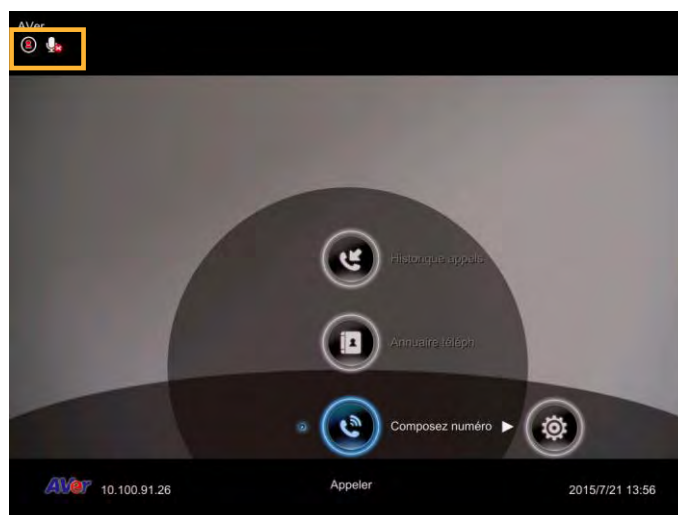 AVer
Historique appels
Annuaire téléph
Composez numéro
AVer 10.100.91.26
Appeler
2015/7/21 13:56